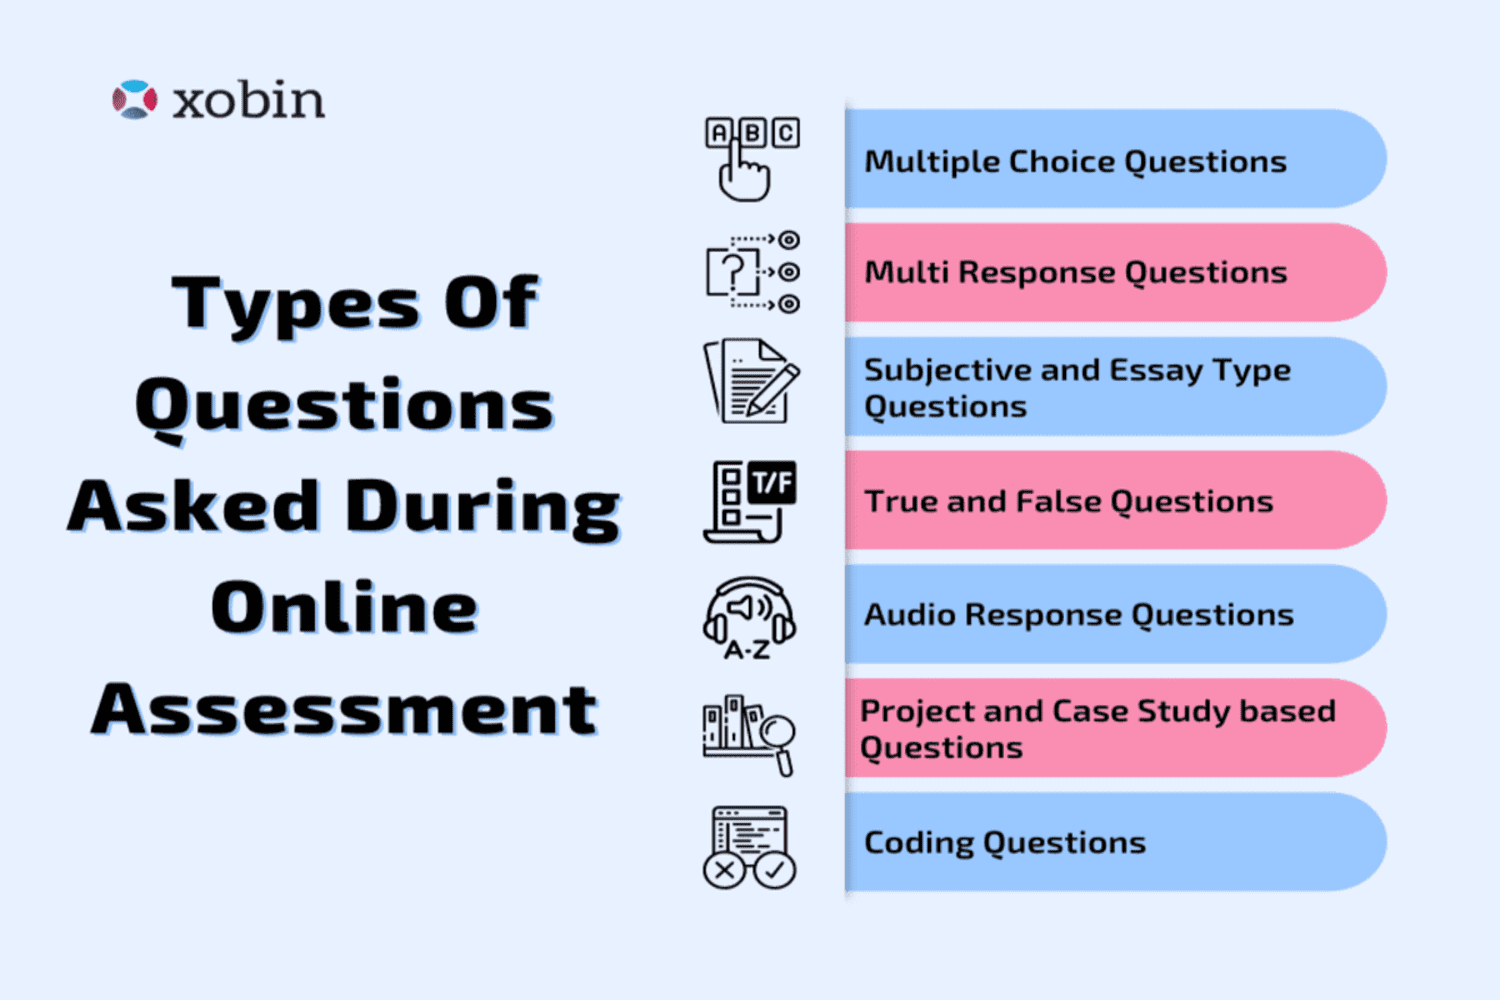 xobin
Types Of
Questions
Asked During
Online
Assessment
A B C
Multiple Choice Questions
?
Multi Response Questions
Subjective and Essay Type
Questions
T/F
True and False Questions
A-Z
Audio Response Questions
Project and Case Study based
Questions
Coding Questions